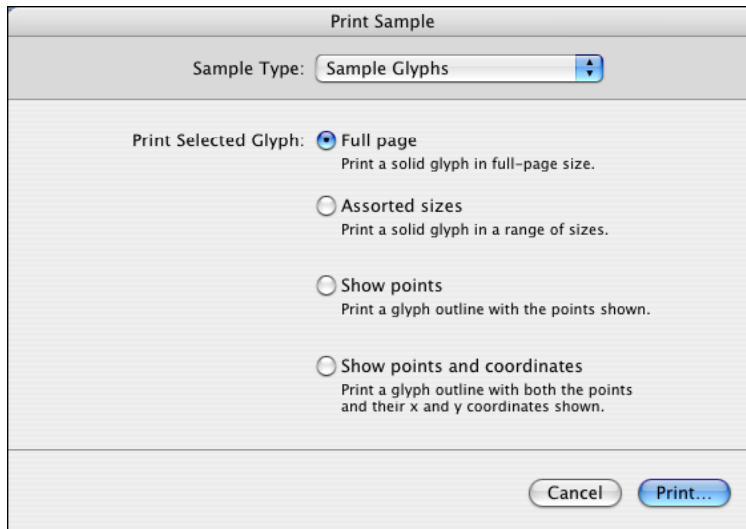 Print Sample
Sample Type: Sample Glyphs
Print Selected Glyph: Full page
Print a solid glyph in full-page size.
Assorted sizes
Print a solid glyph in a range of sizes.
Show points
Print a glyph outline with the points shown.
Show points and coordinates
Print a glyph outline with both the points
and their x and y coordinates shown.
Cancel Print...